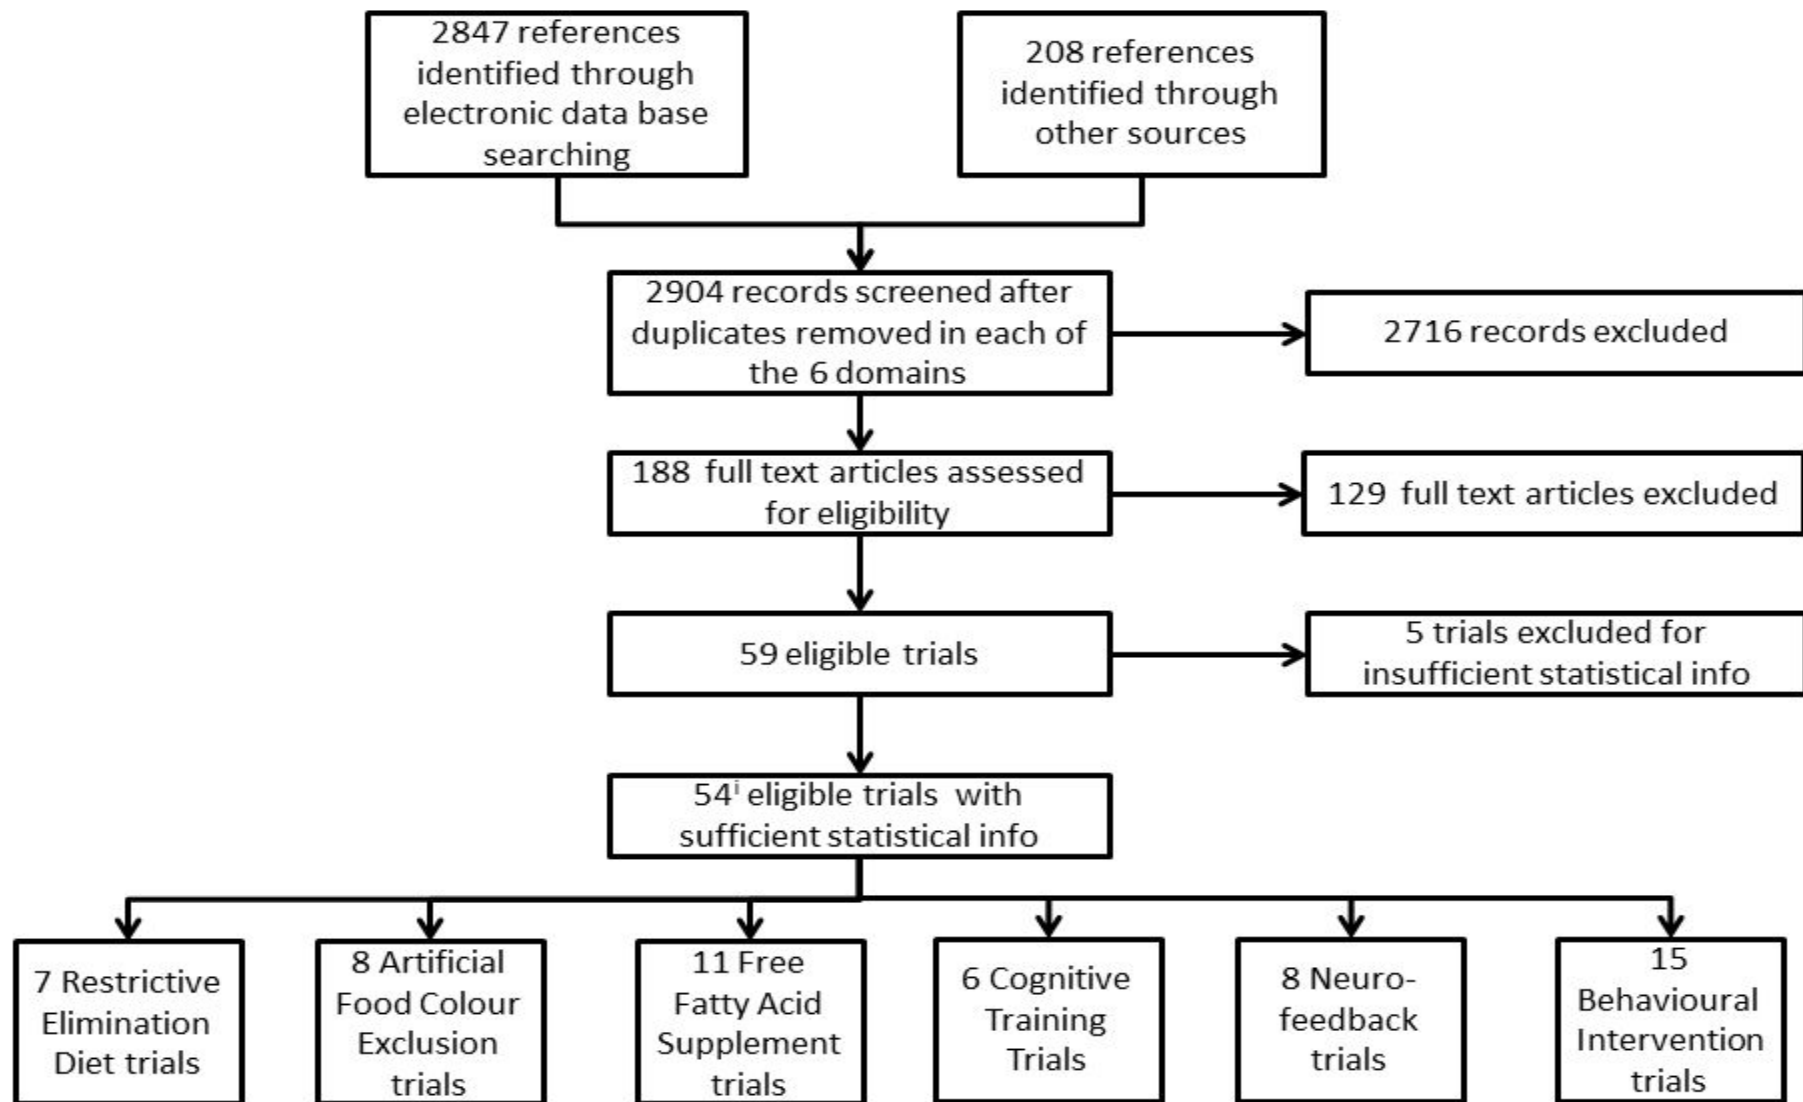 2847 references
identified through
electronic data base
searching
208 references
identified through
other sources
2904 records screened after
duplicates removed in each of
the 6 domains
2716 records excluded
188 full text articles assessed
for eligibility
129 full text articles excluded
59 eligible trials
5 trials excluded for
insufficient statistical info
54ⁱ eligible trials with
sufficient statistical info
7 Restrictive
Elimination
Diet trials
8 Artificial
Food Colour
Exclusion
trials
11 Free
Fatty Acid
Supplement
trials
6 Cognitive
Training
Trials
8 Neuro-
feedback
trials
15
Behavioural
Intervention
trials